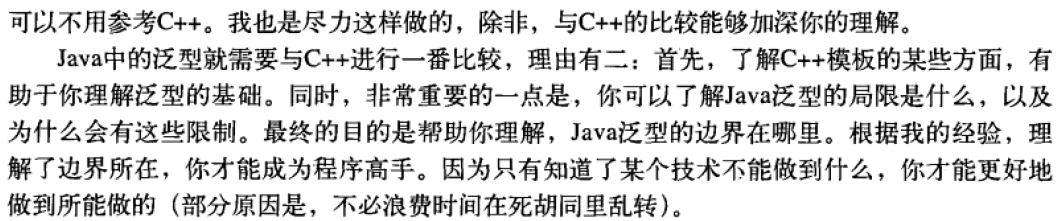 可以不用参考C++。我也是尽力这样做的，除非，与C++的比较能够加深你的理解。
Java中的泛型就需要与C++进行一番比较，理由有二：首先，了解C++模板的某些方面，有
助于你理解泛型的基础。同时，非常重要的一点是，你可以了解Java泛型的局限是什么，以及
为什么会有这些限制。最终的目的是帮助你理解，Java泛型的边界在哪里。根据我的经验，理
解了边界所在，你才能成为程序高手。因为只有知道了某个技术不能做到什么，你才能更好地
做到所能做的（部分原因是，不必浪费时间在死胡同里乱转）。